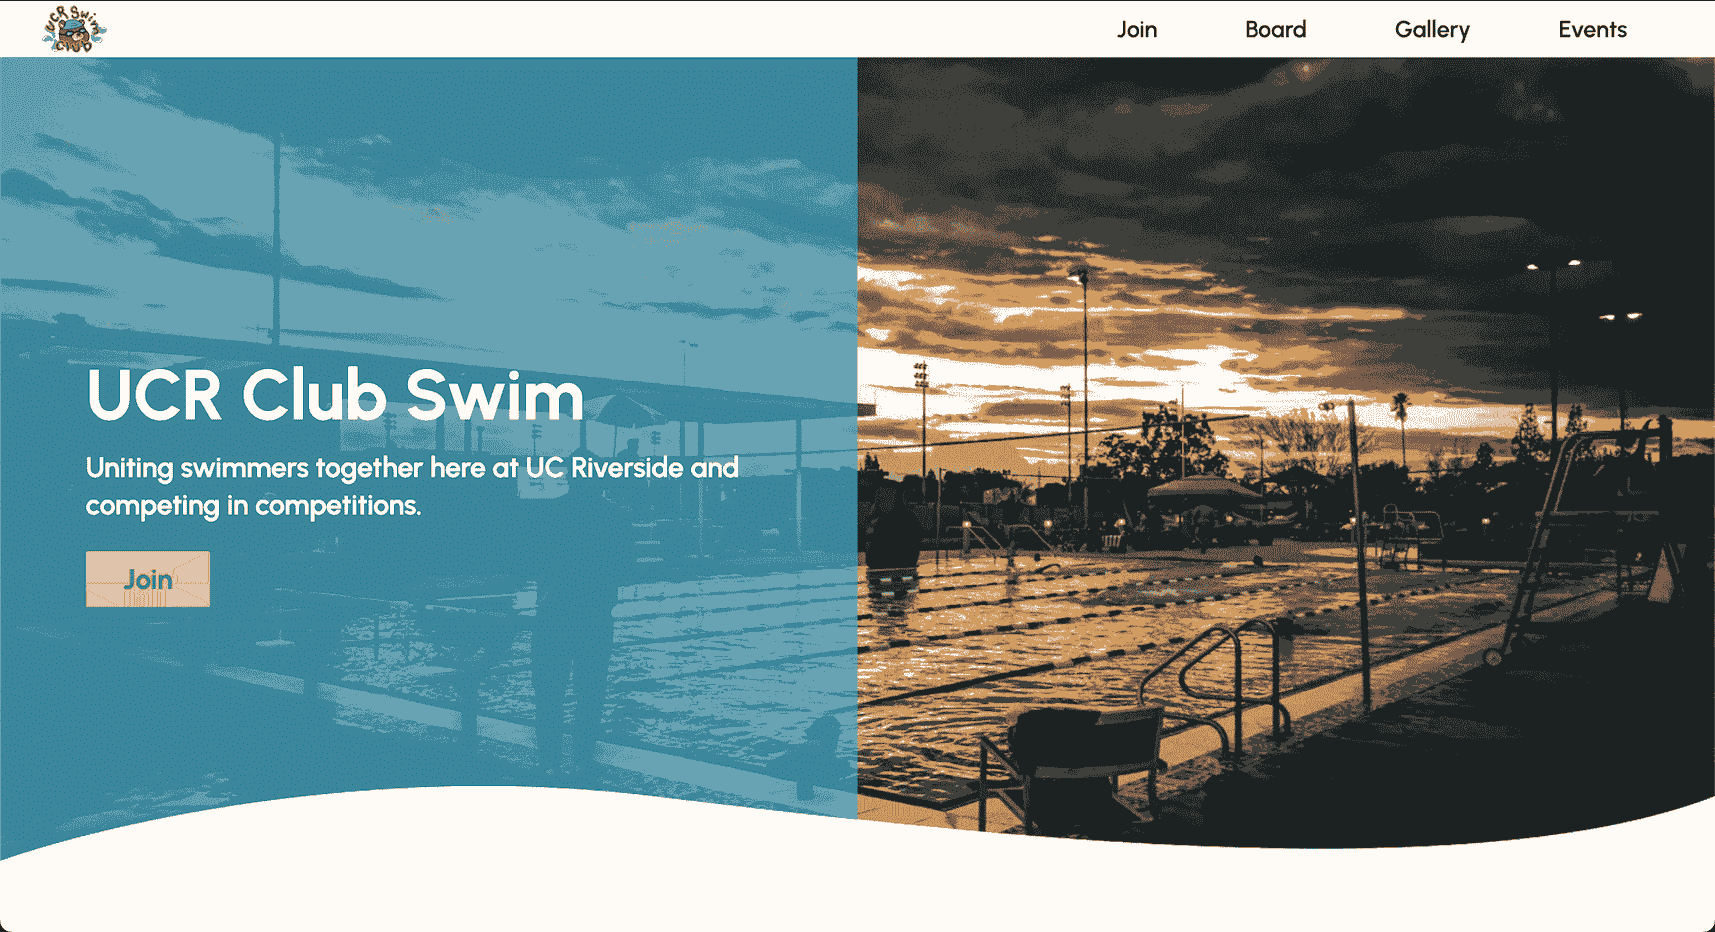 UCR Swim
Club
Join
Board
Gallery
Events
UCR Club Swim
Uniting swimmers together here at UC Riverside and
competing in competitions.
Join